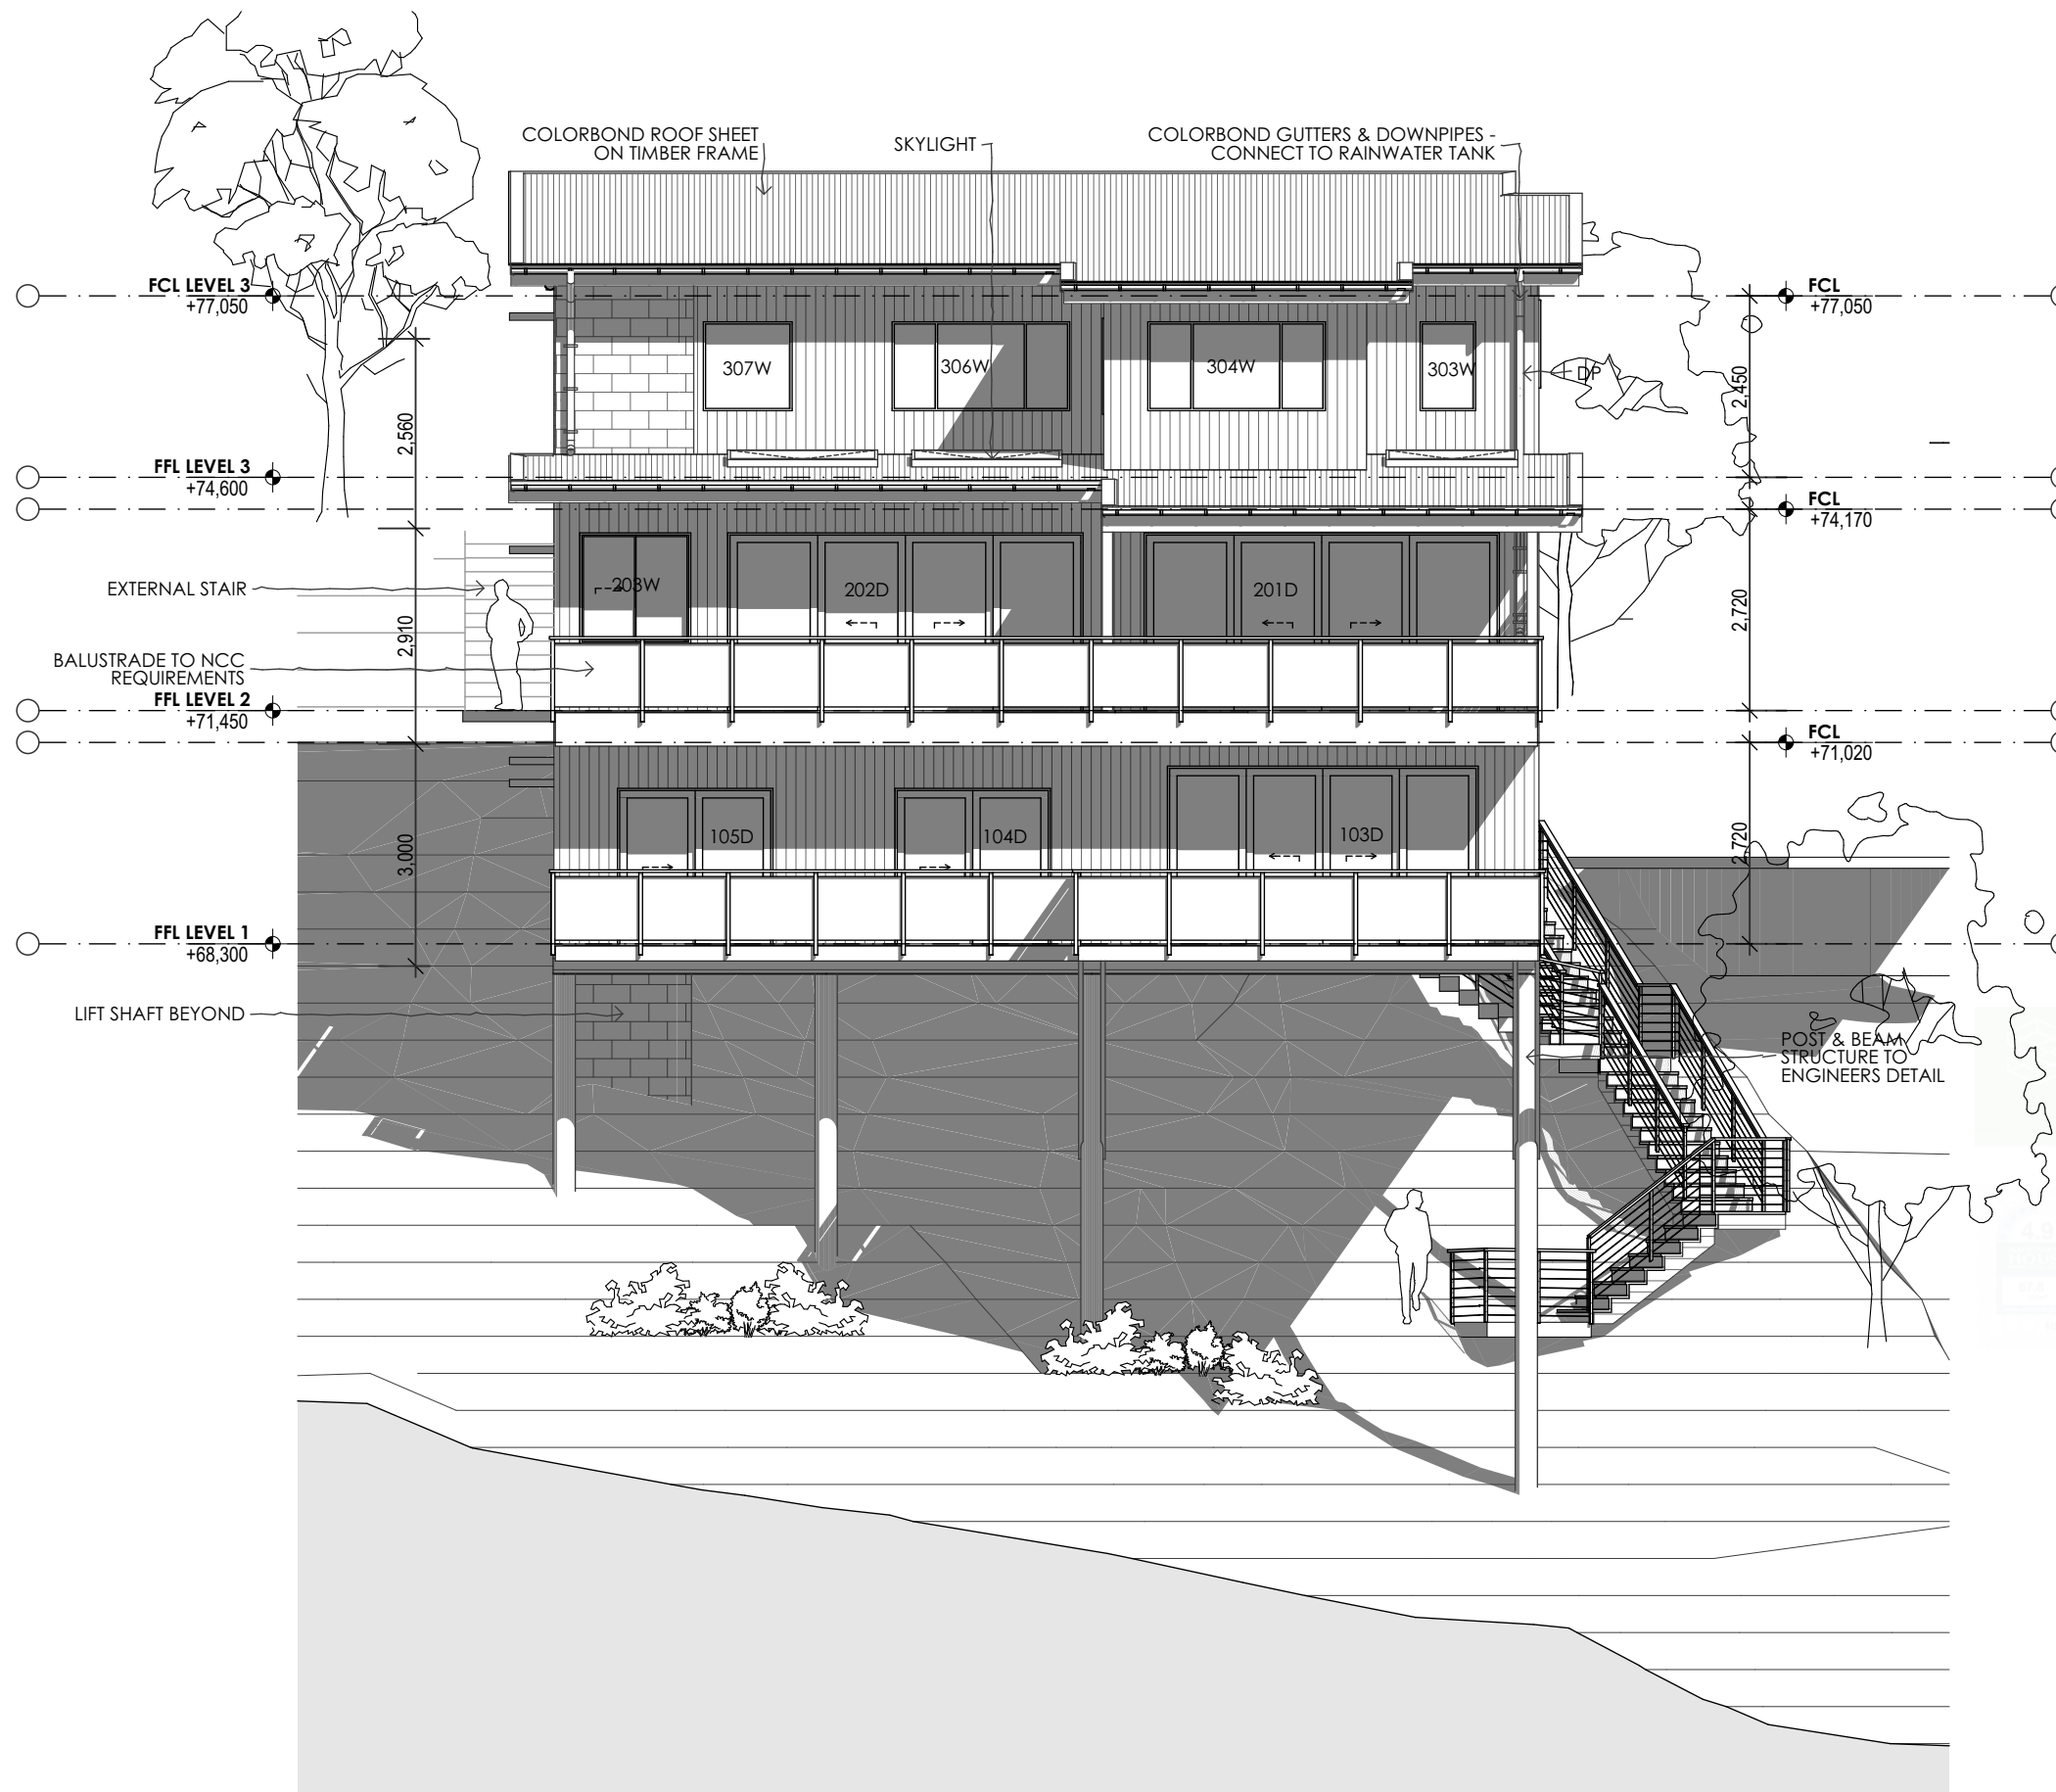 COLORBOND ROOF SHEET
ON TIMBER FRAME
SKYLIGHT
COLORBOND GUTTERS & DOWNPIPES -
CONNECT TO RAINWATER TANK
FCL LEVEL 3
+77,050
FCL
+77,050
307W
306W
304W
303W
DP
2,450
2,560
FFL LEVEL 3
+74,600
FCL
+74,170
EXTERNAL STAIR
203W
202D
201D
2,910
2,720
BALUSTRADE TO NCC
REQUIREMENTS
FFL LEVEL 2
+71,450
FCL
+71,020
105D
104D
103D
3,000
2,720
FFL LEVEL 1
+68,300
LIFT SHAFT BEYOND
POST & BEAM
STRUCTURE TO
ENGINEERS DETAIL
4.9